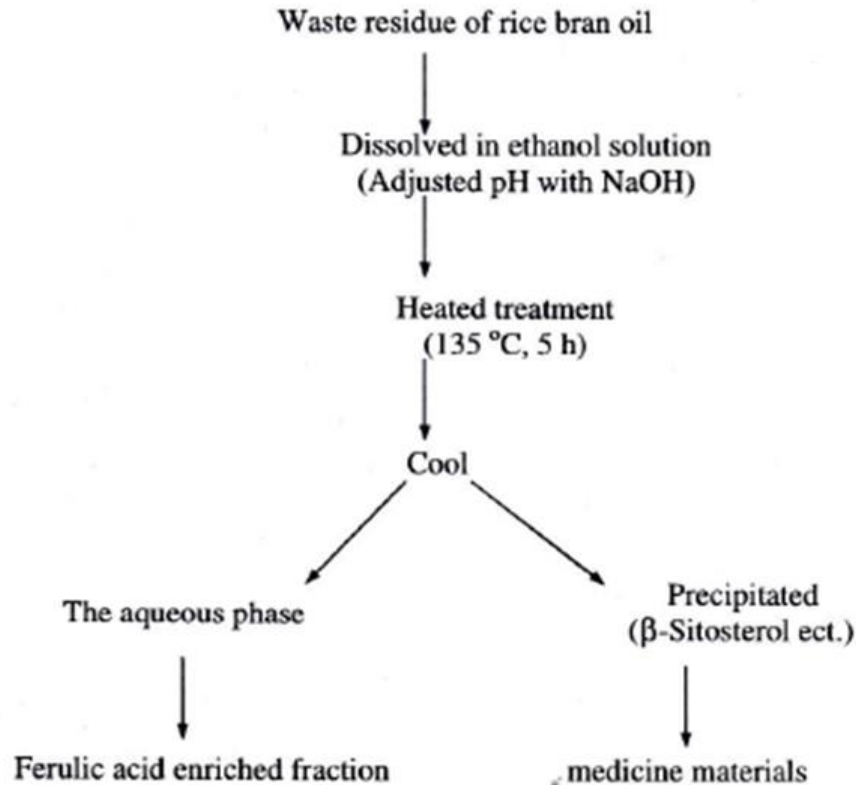 Waste residue of rice bran oil
Dissolved in ethanol solution
(Adjusted pH with NaOH)
Heated treatment
(135 °C, 5 h)
Cool
The aqueous phase
Precipitated
(β-Sitosterol ect.)
Ferulic acid enriched fraction
medicine materials